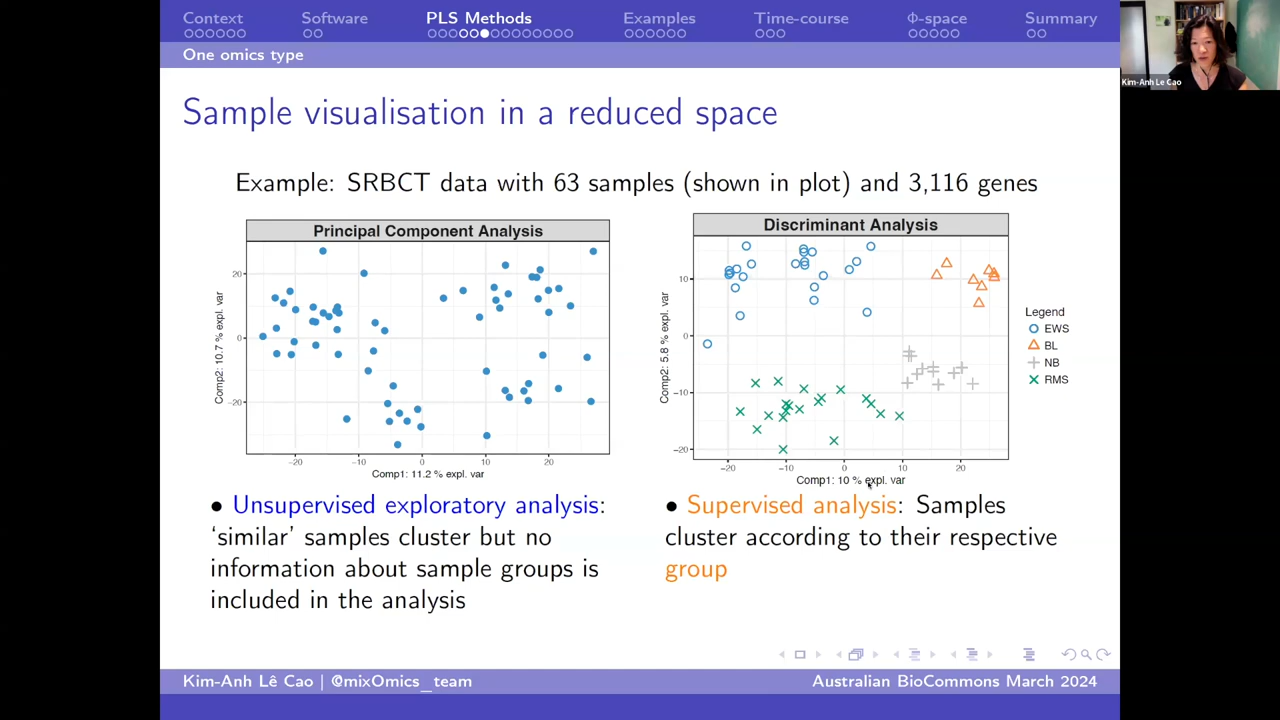 Context Software PLS Methods Examples Time-course Φ-space Summary
One omics type
Kim-Anh Le Cao
Sample visualisation in a reduced space
Example: SRBCT data with 63 samples (shown in plot) and 3,116 genes
Principal Component Analysis
Comp2: 10.7 % expl. var
20
0
−20
−20 −10 0 10 20
Comp1: 11.2 % expl. var
Discriminant Analysis
Comp2: 5.8 % expl. var
10
0
−10
−20
−20 −10 0 10 20
Comp1: 10 % expl. var
Legend
EWS
BL
NB
RMS
• Unsupervised exploratory analysis:
‘similar’ samples cluster but no
information about sample groups is
included in the analysis
• Supervised analysis: Samples
cluster according to their respective
group
Kim-Anh Lê Cao | @mixOmics_team Australian BioCommons March 2024